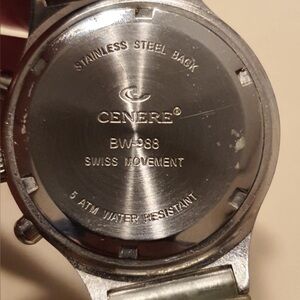 STAINLESS STEEL BACK
CENERE®
BW-988
SWISS MOVEMENT
5 ATM WATER RESISTANT